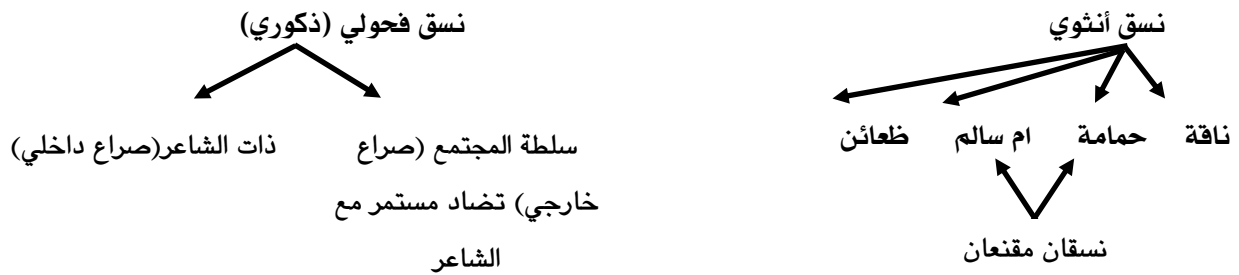 نسق أنثوي
ناقة حمامة ام سالم ظعائن
نسقان مقنعان
نسق فحولي (ذكوري)
سلطة المجتمع (صراع
خارجي) تضاد مستمر مع
الشاعر
ذات الشاعر(صراع داخلي)